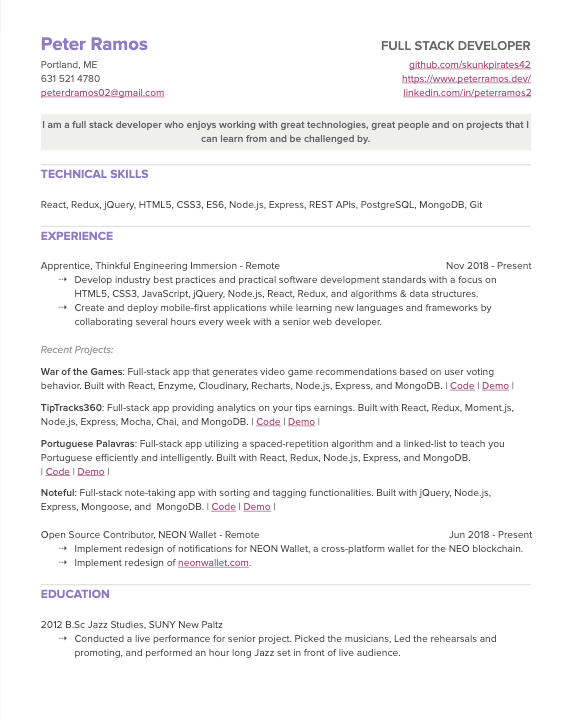 Peter Ramos
FULL STACK DEVELOPER
Portland, ME
github.com/skunkpirates42
631 521 4780
https://www.peterramos.dev/
peterdramos02@gmail.com
linkedin.com/in/peterramos2
I am a full stack developer who enjoys working with great technologies, great people and on projects that I
can learn from and be challenged by.
TECHNICAL SKILLS
React, Redux, jQuery, HTML5, CSS3, ES6, Node.js, Express, REST APIs, PostgreSQL, MongoDB, Git
EXPERIENCE
Apprentice, Thinkful Engineering Immersion - Remote
Nov 2018 - Present
⇢ Develop industry best practices and practical software development standards with a focus on
HTML5, CSS3, JavaScript, jQuery, Node.js, React, Redux, and algorithms & data structures.
⇢ Create and deploy mobile-first applications while learning new languages and frameworks by
collaborating several hours every week with a senior web developer.
Recent Projects:
War of the Games: Full-stack app that generates video game recommendations based on user voting
behavior. Built with React, Enzyme, Cloudinary, Recharts, Node.js, Express, and MongoDB. | Code | Demo |
TipTracks360: Full-stack app providing analytics on your tips earnings. Built with React, Redux, Moment.js,
Node.js, Express, Mocha, Chai, and MongoDB. | Code | Demo |
Portuguese Palavras: Full-stack app utilizing a spaced-repetition algorithm and a linked-list to teach you
Portuguese efficiently and intelligently. Built with React, Redux, Node.js, Express, and MongoDB.
| Code | Demo |
Noteful: Full-stack note-taking app with sorting and tagging functionalities. Built with jQuery, Node.js,
Express, Mongoose, and MongoDB. | Code | Demo |
Open Source Contributor, NEON Wallet - Remote
Jun 2018 - Present
⇢ Implement redesign of notifications for NEON Wallet, a cross-platform wallet for the NEO blockchain.
⇢ Implement redesign of neonwallet.com.
EDUCATION
2012 B.Sc Jazz Studies, SUNY New Paltz
⇢ Conducted a live performance for senior project. Picked the musicians, Led the rehearsals and
promoting, and performed an hour long Jazz set in front of live audience.